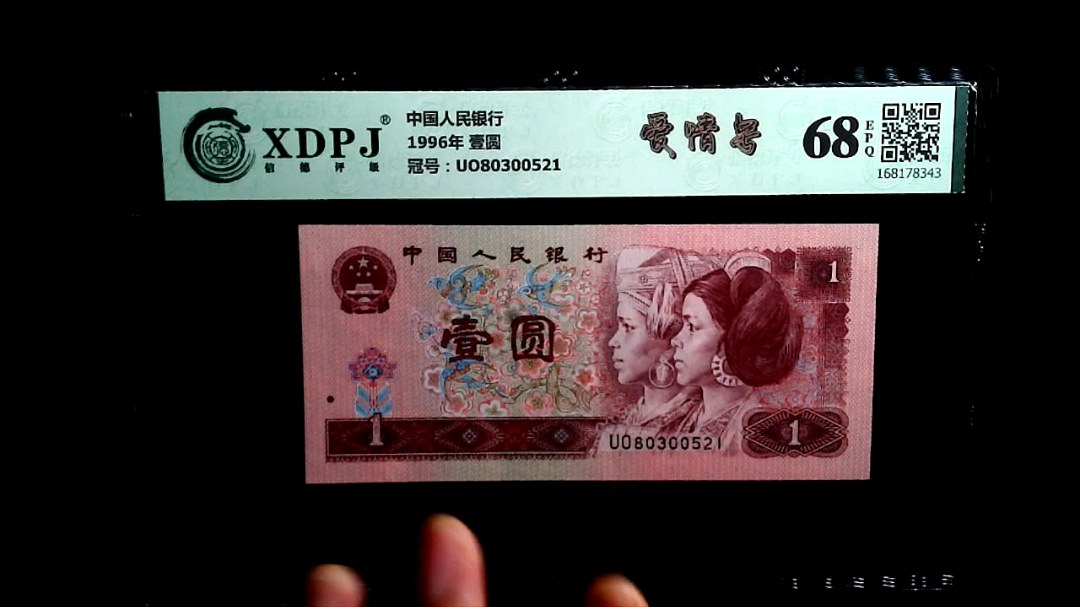 XDPJ®
信德评级
中国人民银行
1996年 壹圆
冠号：UO80300521
爱情号
68
EPQ
168178343
中国人民银行
1
壹圆
1
UO80300521
1